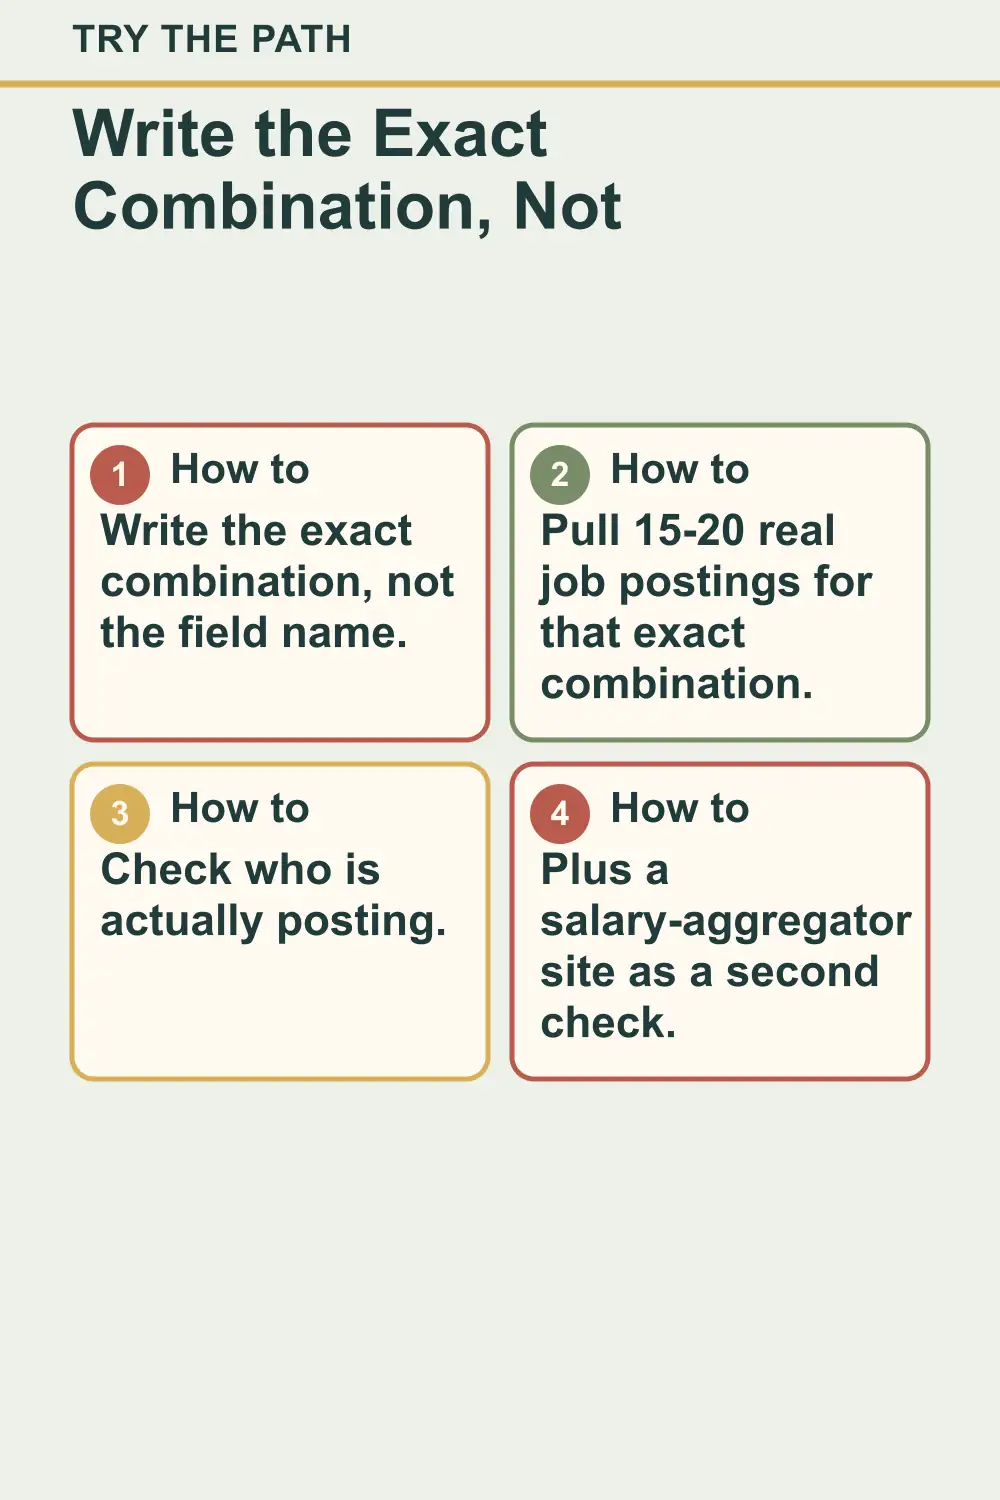 TRY THE PATH
Write the Exact
Combination, Not
1 How to
Write the exact
combination, not
the field name.
2 How to
Pull 15-20 real
job postings for
that exact
combination.
3 How to
Check who is
actually posting.
4 How to
Plus a
salary-aggregator
site as a second
check.